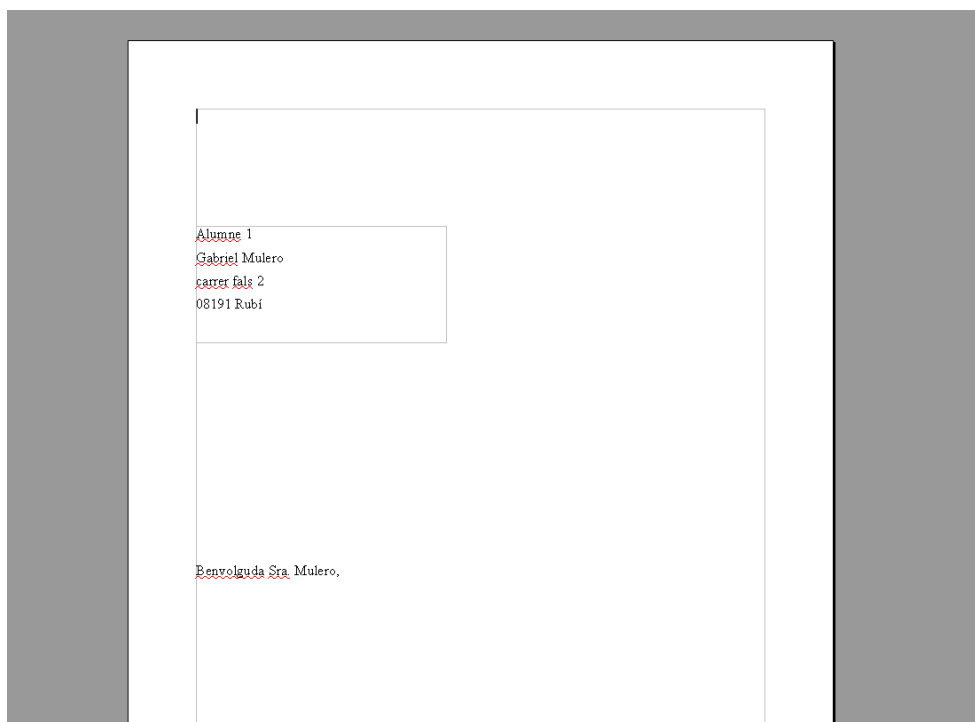 Alumne 1
Gabriel Mulero
carrer fals 2
08191 Rubí
Benvolguda Sra. Mulero,